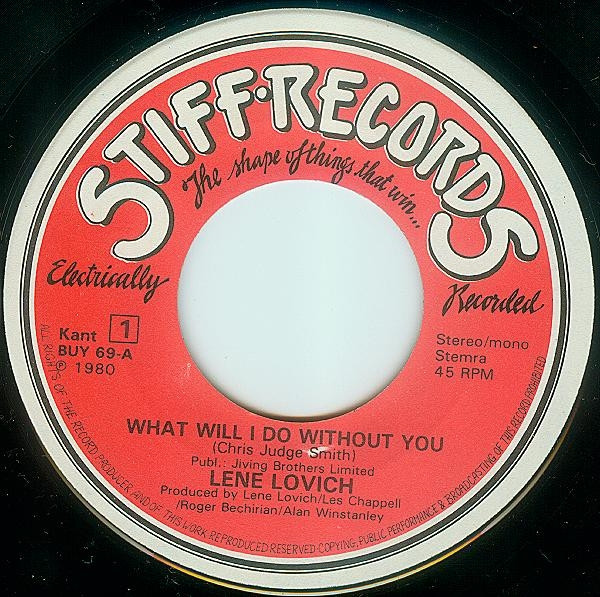 STIFF·RECORDS
The shape of things that win...
Electrically
Recorded
Kant 1
BUY 69-A
℗ 1980
Stereo/mono
Stemra
45 RPM
WHAT WILL I DO WITHOUT YOU
(Chris Judge Smith)
Publ.: Jiving Brothers Limited
LENE LOVICH
Produced by Lene Lovich/Les Chappell
/Roger Bechirian/Alan Winstanley
ALL RIGHTS OF THE RECORD PRODUCER AND OF THIS WORK REPRODUCED RESERVED·COPYING, PUBLIC PERFORMANCE & BROADCASTING OF THIS RECORD PROHIBITED